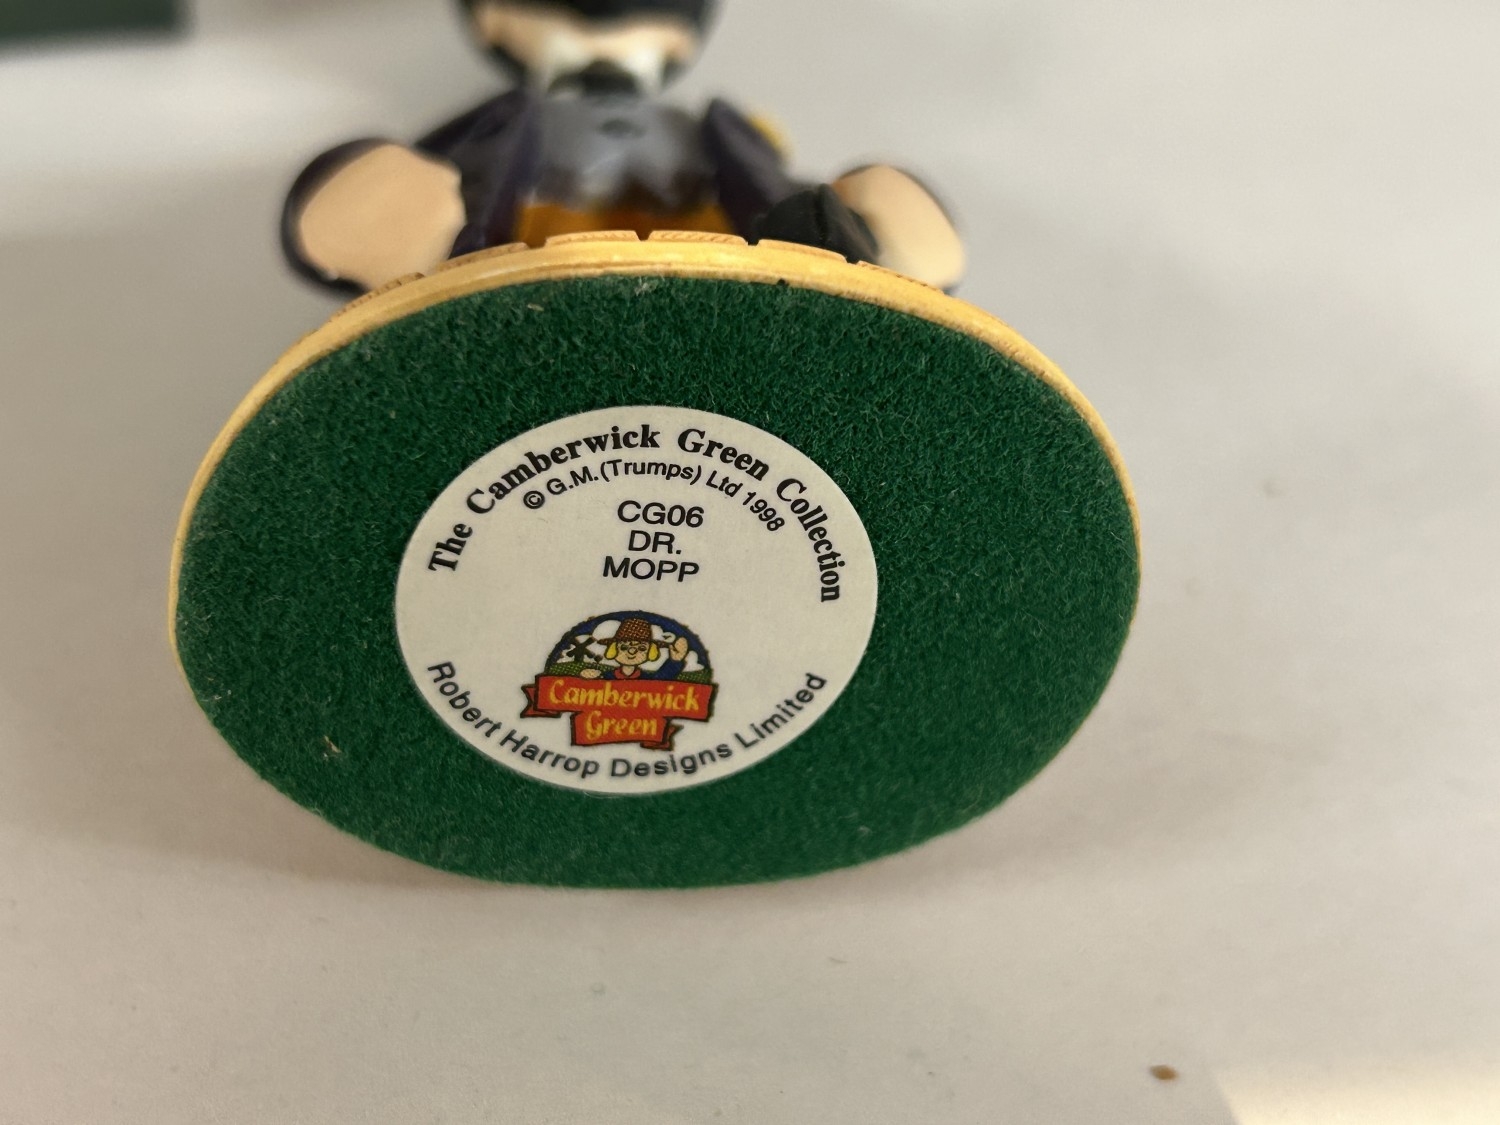 The Camberwick Green Collection
© G.M.(Trumps) Ltd 1998
CG06
DR.
MOPP
Camberwick
Green
Robert Harrop Designs Limited